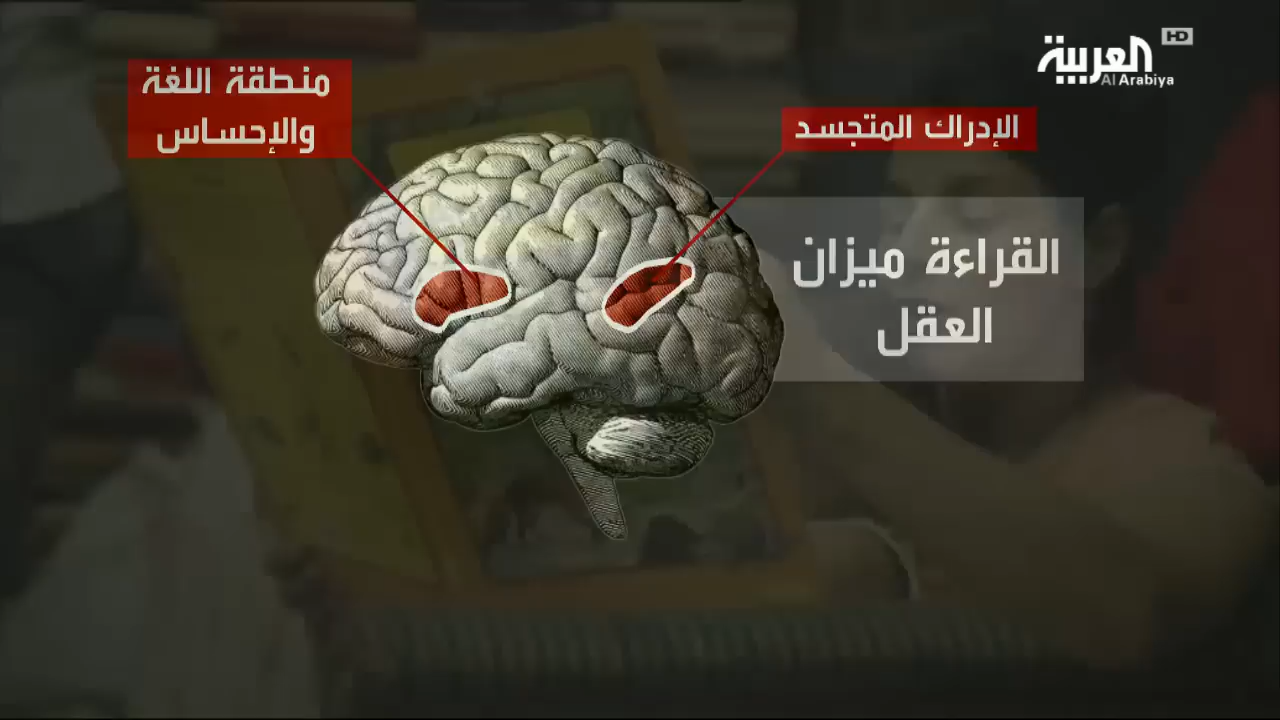 العربية
HD
Al Arabiya
منطقة اللغة
والإحساس
الإدراك المتجسد
القراءة ميزان
العقل